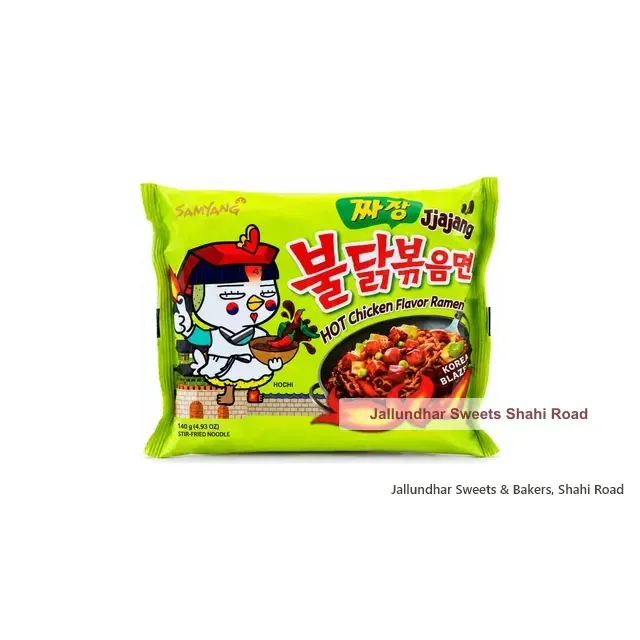 SAMYANG
짜장
Jjajang
불닭볶음면
HOT Chicken Flavor Ramen
KOREA
HOCHI
Jallundhar Sweets Shahi Road
140 g (4.93 OZ)
STIR-FRIED NOODLE
Jallundhar Sweets & Bakers, Shahi Road